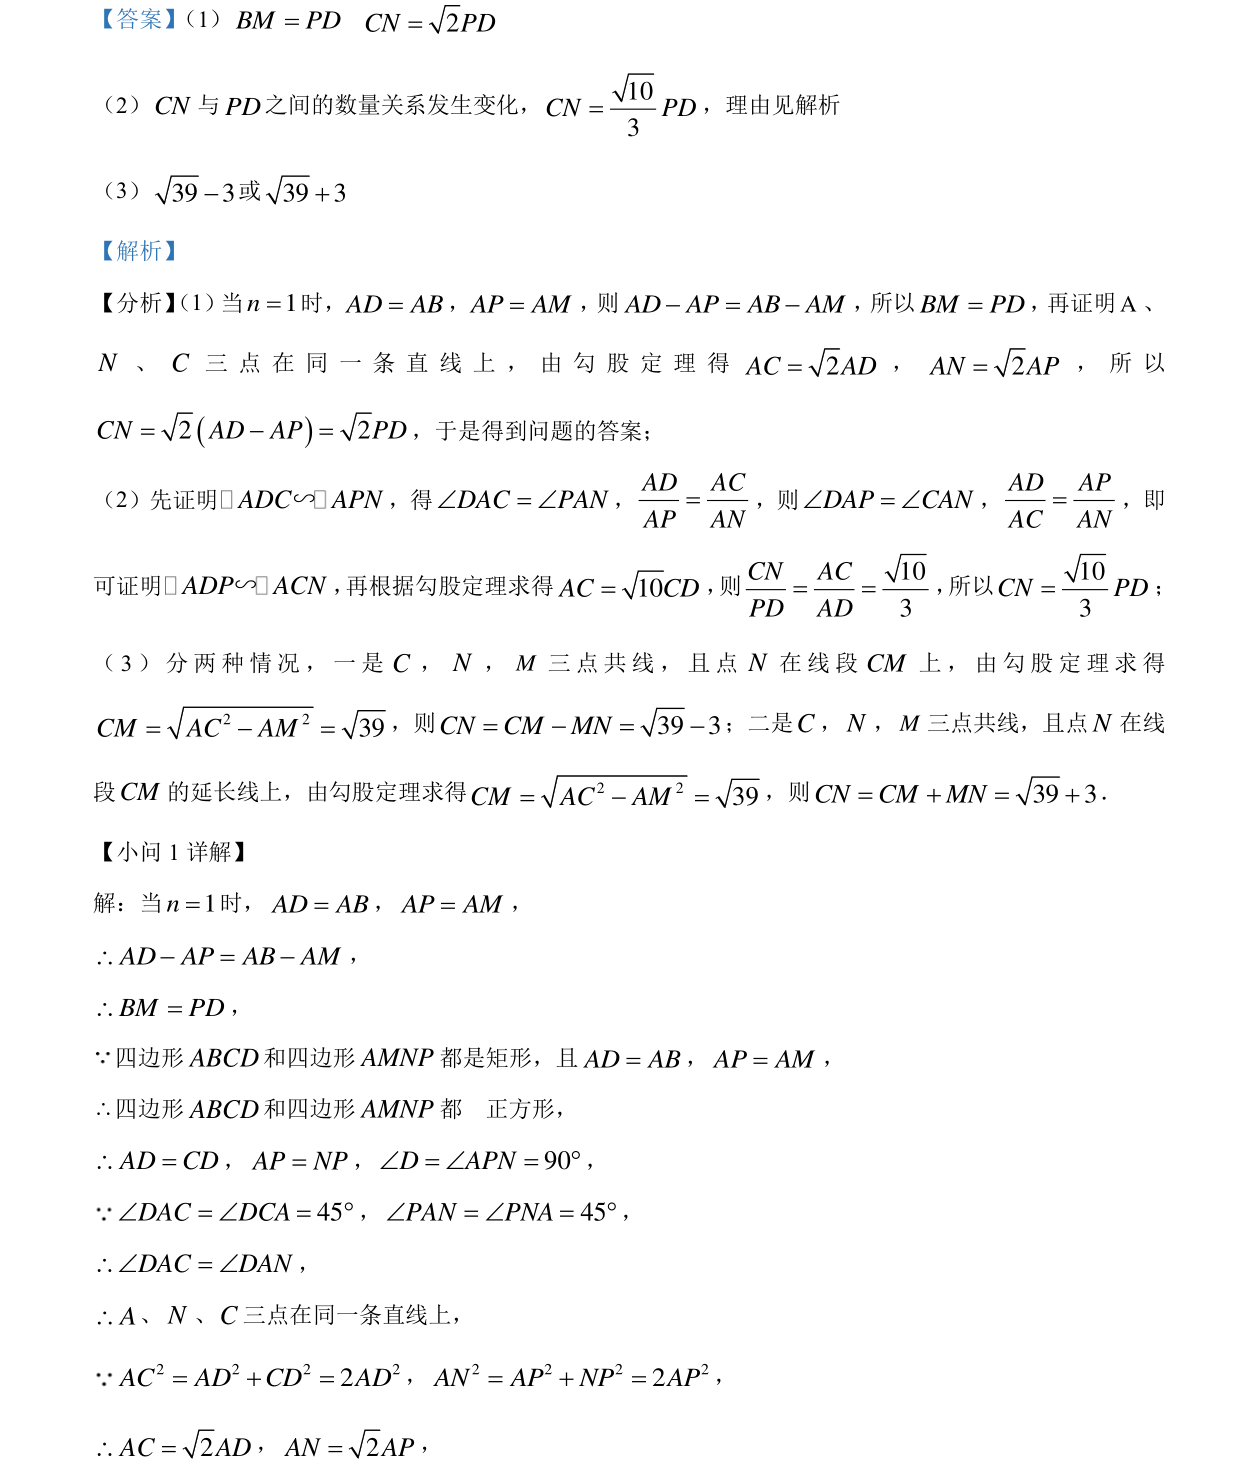 【答案】（1）BM = PD  CN = √2PD
（2）CN 与 PD 之间的数量关系发生变化，CN = √10/3 PD，理由见解析
（3）√39 − 3或√39 + 3
【解析】
【分析】（1）当n = 1时，AD = AB，AP = AM，则 AD − AP = AB − AM，所以 BM = PD，再证明 A 、
N 、 C 三点在同一条直线上，由勾股定理得 AC = √2AD ， AN = √2AP ，所以
CN = √2(AD − AP) = √2PD，于是得到问题的答案；
（2）先证明□ADC∽□APN，得∠DAC = ∠PAN，AD/AP = AC/AN，则∠DAP = ∠CAN，AD/AC = AP/AN，即
可证明□ADP∽□ACN，再根据勾股定理求得 AC = √10CD，则CN/PD = AC/AD = √10/3，所以CN = √10/3 PD；
（3）分两种情况，一是 C，N，M 三点共线，且点 N 在线段 CM 上，由勾股定理求得
CM = √(AC² − AM²) = √39，则 CN = CM − MN = √39 − 3；二是 C，N，M 三点共线，且点 N 在线
段 CM 的延长线上，由勾股定理求得 CM = √(AC² − AM²) = √39，则 CN = CM + MN = √39 + 3．
【小问 1 详解】
解：当n = 1时，AD = AB，AP = AM，
∴AD − AP = AB − AM，
∴BM = PD，
∵四边形 ABCD 和四边形 AMNP 都是矩形，且 AD = AB，AP = AM，
∴四边形 ABCD 和四边形 AMNP 都 正方形，
∴AD = CD，AP = NP，∠D = ∠APN = 90°，
∵∠DAC = ∠DCA = 45°，∠PAN = ∠PNA = 45°，
∴∠DAC = ∠DAN，
∴A、N 、C 三点在同一条直线上，
∵AC² = AD² + CD² = 2AD²，AN² = AP² + NP² = 2AP²，
∴AC = √2AD，AN = √2AP，